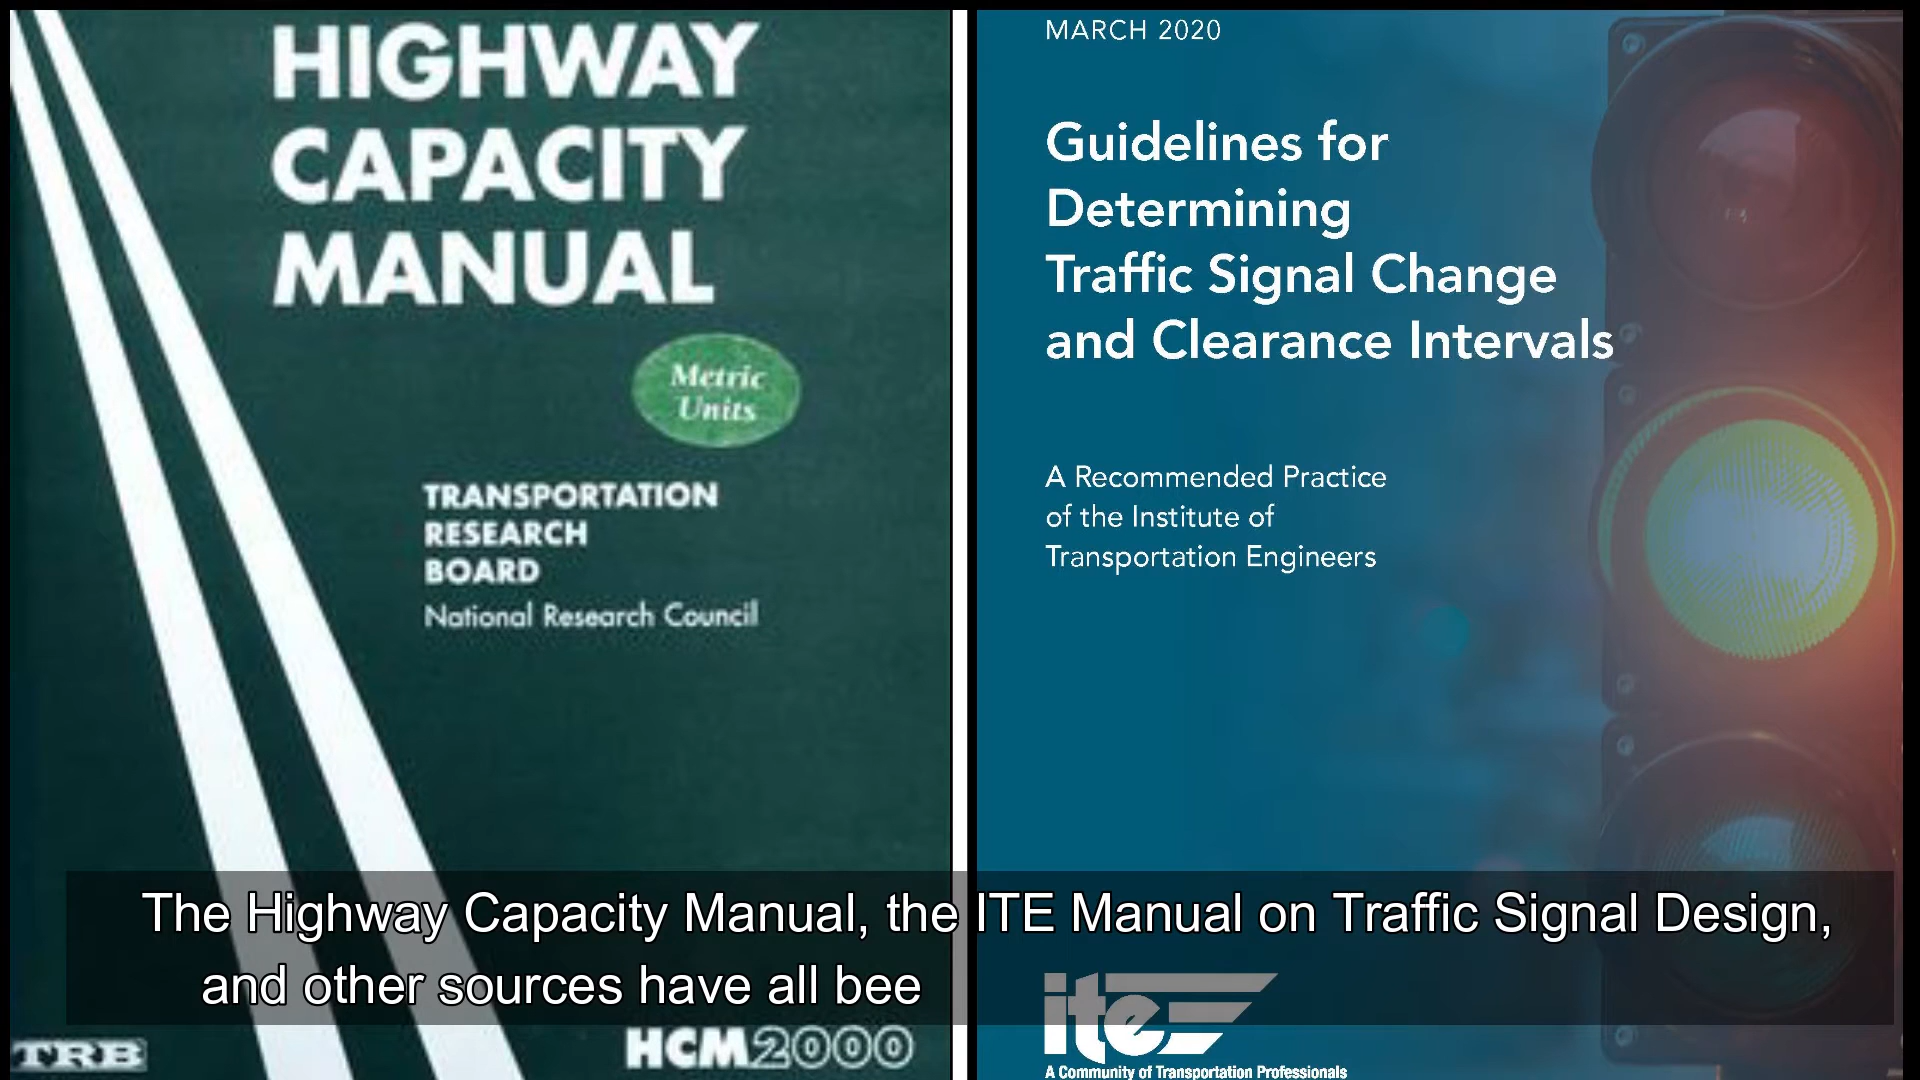 HIGHWAY
CAPACITY
MANUAL
Metric
Units
TRANSPORTATION
RESEARCH
BOARD
National Research Council
TRB
HCM2000
MARCH 2020
Guidelines for
Determining
Traffic Signal Change
and Clearance Intervals
A Recommended Practice
of the Institute of
Transportation Engineers
ite
A Community of Transportation Professionals
The Highway Capacity Manual, the ITE Manual on Traffic Signal Design,
and other sources have all bee